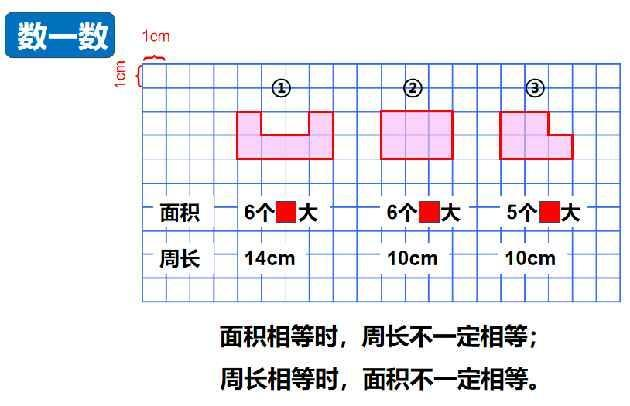 数一数
1cm
1cm
① ② ③
面积 6个大 6个大 5个大
周长 14cm 10cm 10cm
面积相等时，周长不一定相等；
周长相等时，面积不一定相等。